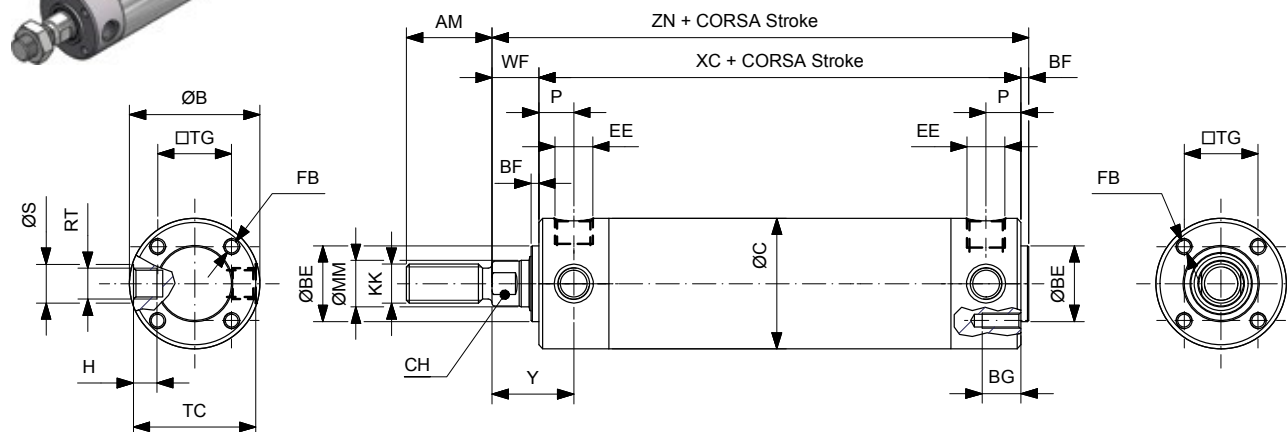 AM
ZN + CORSA Stroke
WF
XC + CORSA Stroke
BF
ØB
P
P
□TG
EE
EE
□TG
FB
BF
FB
ØS
RT
ØBE
ØMM
KK
ØC
ØBE
H
CH
Y
BG
TC